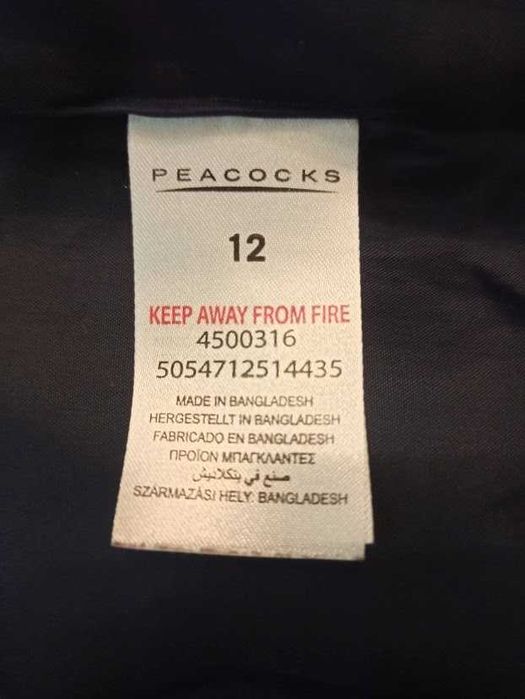 PEACOCKS
12
KEEP AWAY FROM FIRE
4500316
5054712514435
MADE IN BANGLADESH
HERGESTELLT IN BANGLADESH
FABRICADO EN BANGLADESH
ΠΡΟΪΟΝ ΜΠΑΓΚΛΑΝΤΕΣ
صنع في بنكلاديش
SZÁRMAZÁSI HELY: BANGLADESH